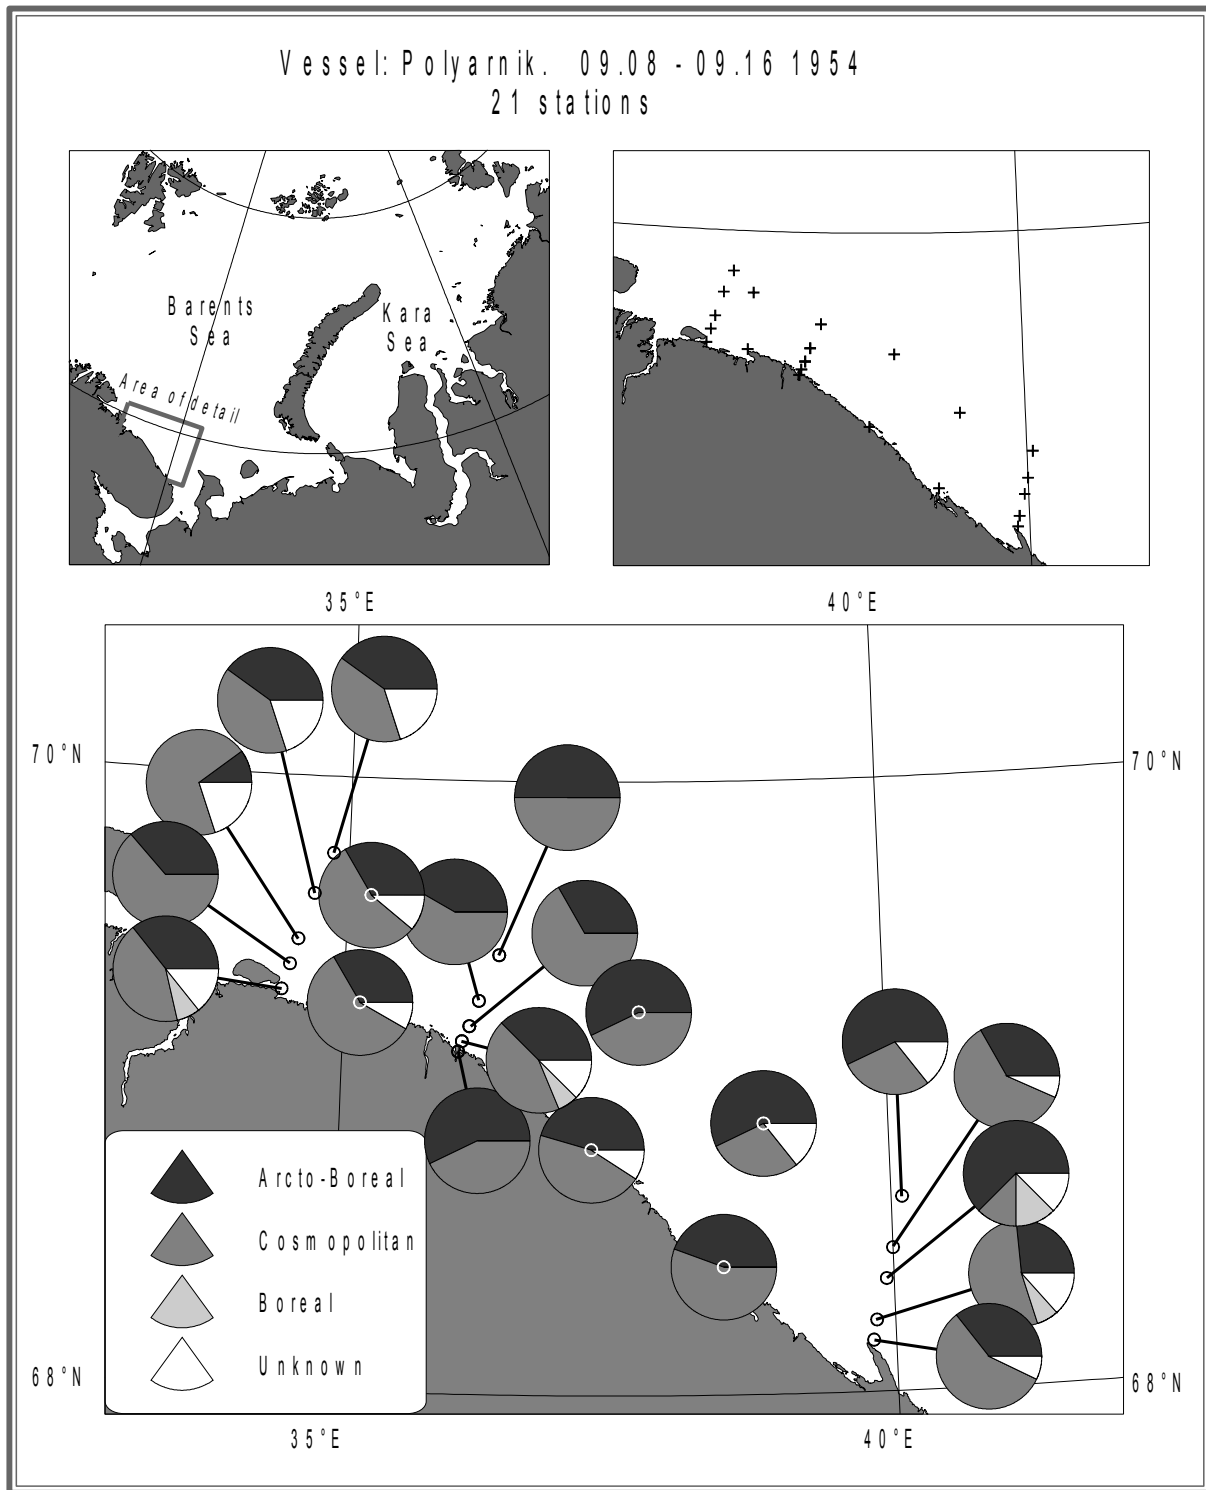 Vessel: Polyarnik. 09.08 - 09.16 1954
21 stations
Barents
Sea
Kara
Sea
Area of detail
35°E
40°E
70°N
70°N
Arcto-Boreal
Cosmopolitan
Boreal
Unknown
68°N
68°N
35°E
40°E